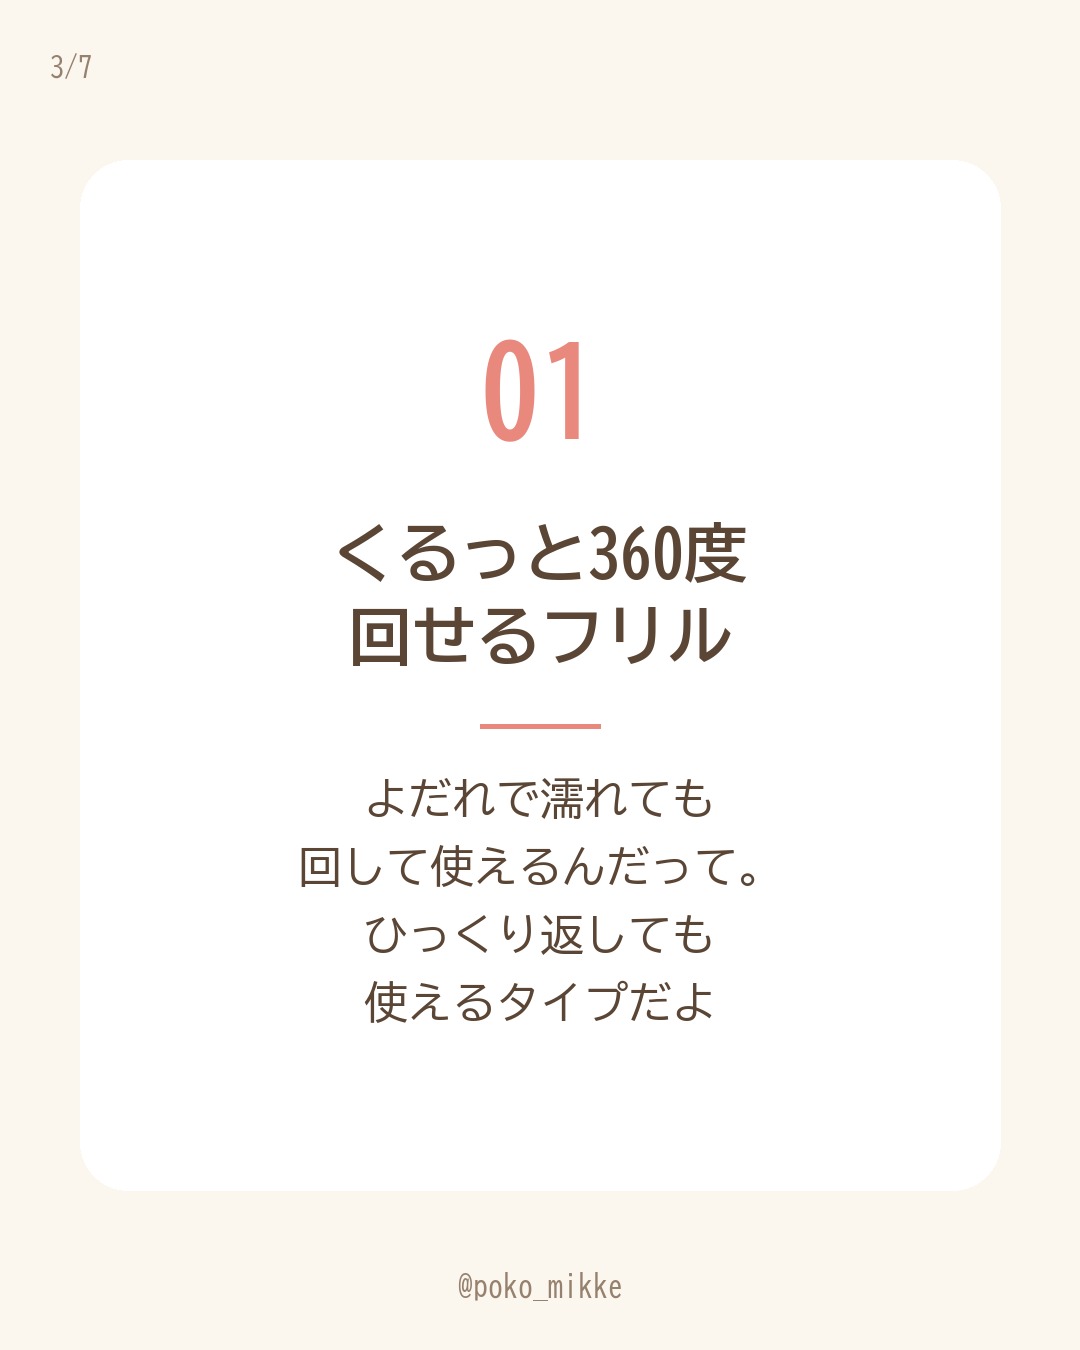 3/7
01
くるっと360度
回せるフリル
よだれで濡れても
回して使えるんだって。
ひっくり返しても
使えるタイプだよ
@poko_mikke